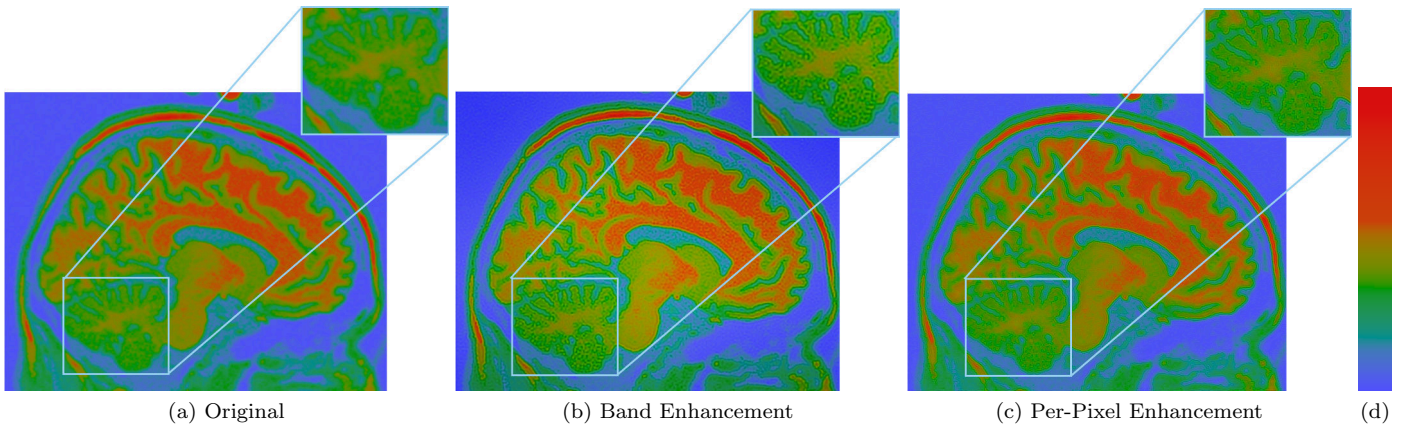 (a) Original
(b) Band Enhancement
(c) Per-Pixel Enhancement
(d)